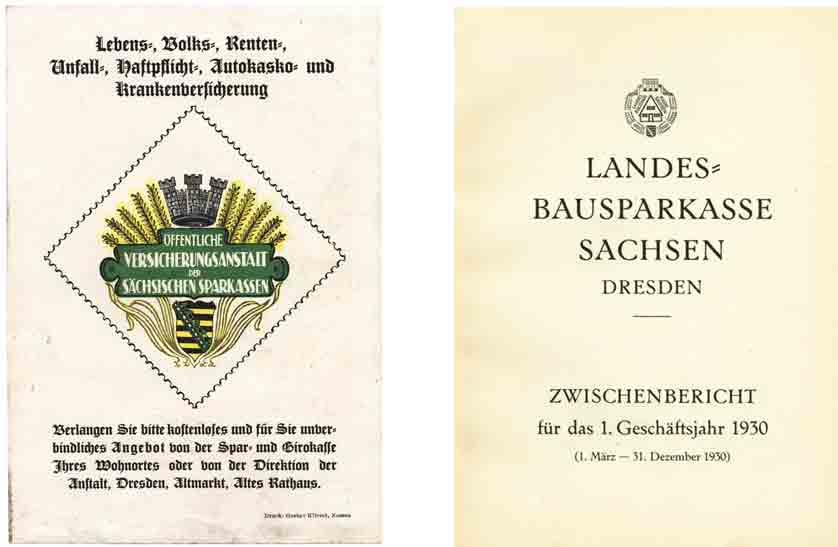 Lebens-, Volks-, Renten-,
Unfall-, Haftpflicht-, Autokasko- und
Krankenversicherung
ÖFFENTLICHE
VERSICHERUNGSANSTALT
DER
SÄCHSISCHEN SPARKASSEN
Verlangen Sie bitte kostenloses und für Sie unver-
bindliches Angebot von der Spar- und Girokasse
Ihres Wohnortes oder von der Direktion der
Anstalt, Dresden, Altmarkt, Altes Rathaus.
Druck: Gustav
LANDES-
BAUSPARKASSE
SACHSEN
DRESDEN
ZWISCHENBERICHT
für das 1. Geschäftsjahr 1930
(1. März — 31. Dezember 1930)